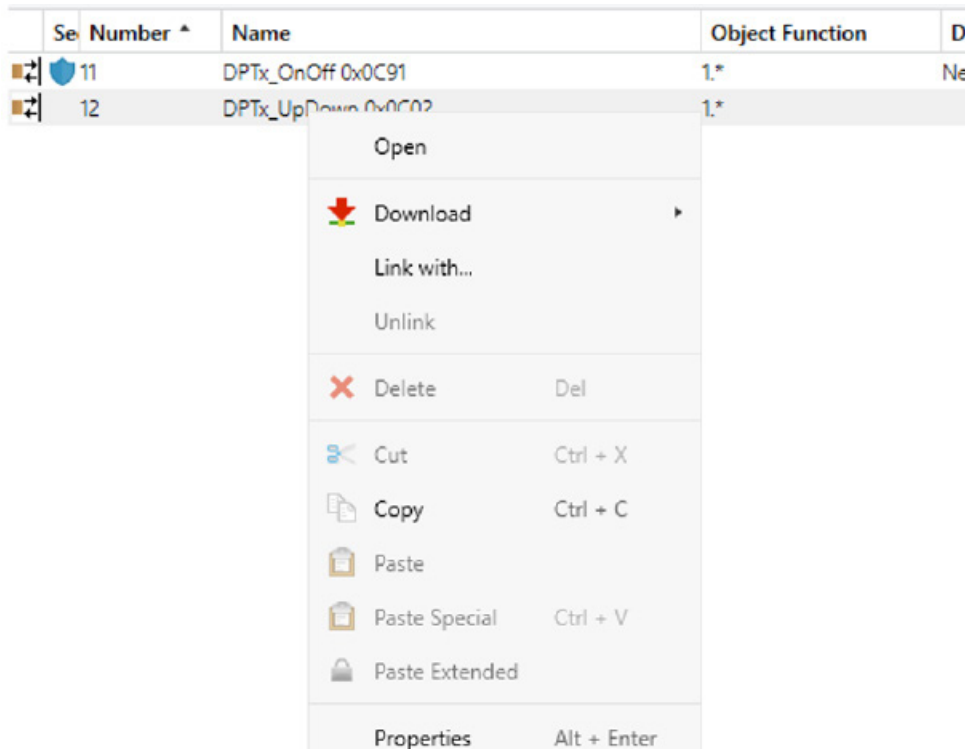 Se Number Name Object Function D
11 DPTx_OnOff 0x0C91 1.* Ne
12 DPTx_UpDown 1.*
Open
Download
Link with...
Unlink
Delete Del
Cut Ctrl + X
Copy Ctrl + C
Paste
Paste Special Ctrl + V
Paste Extended
Properties Alt + Enter